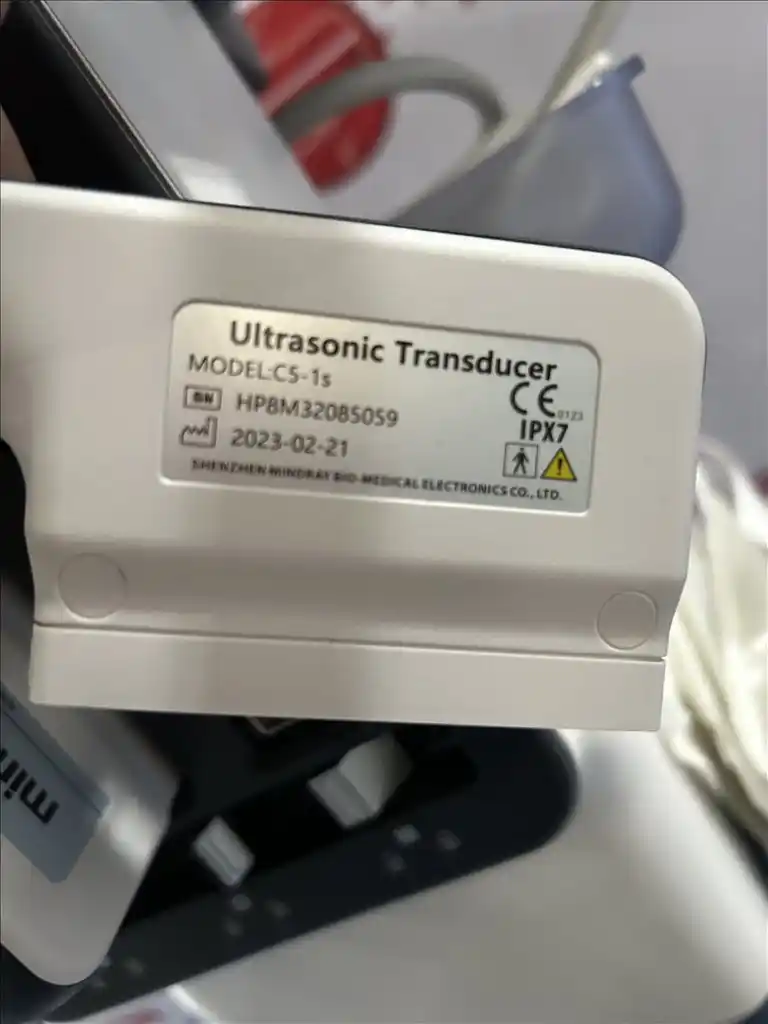 Ultrasonic Transducer
MODEL:C5-1s
SN HP8M32085059
2023-02-21
CE 0123
IPX7
SHENZHEN MINDRAY BIO-MEDICAL ELECTRONICS CO., LTD.
min